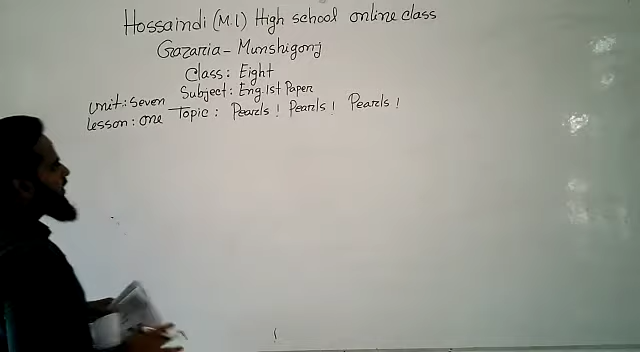 Hossaindi (M.L) High school online class
Gazaria - Munshigonj
Class: Eight
Subject: Eng.1st Paper
Unit: Seven
Lesson: one Topic: Pearls! Pearls! Pearls!